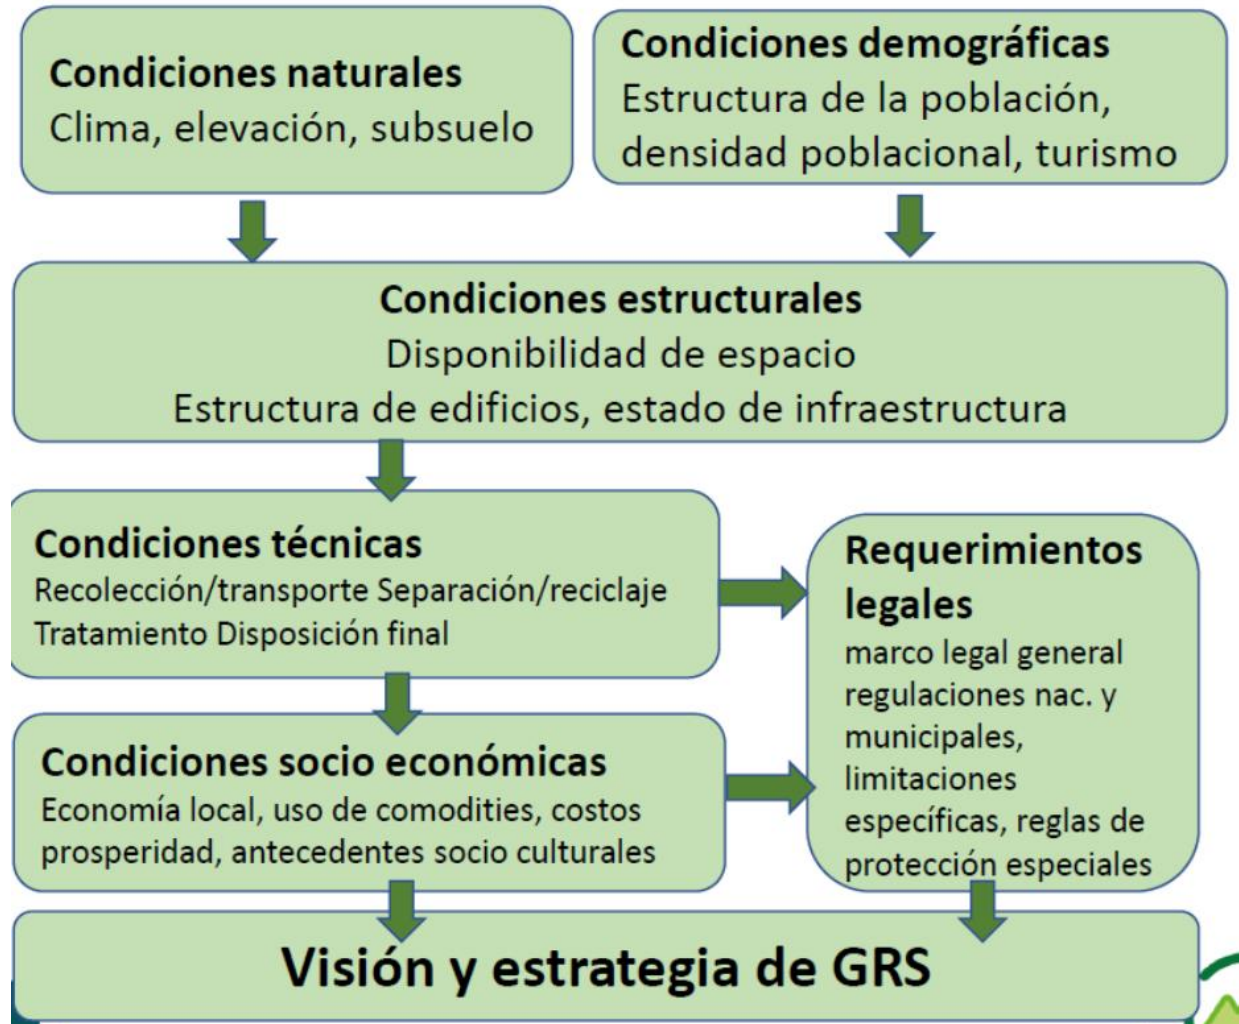 Condiciones naturales
Clima, elevación, subsuelo
Condiciones demográficas
Estructura de la población,
densidad poblacional, turismo
Condiciones estructurales
Disponibilidad de espacio
Estructura de edificios, estado de infraestructura
Condiciones técnicas
Recolección/transporte Separación/reciclaje
Tratamiento Disposición final
Requerimientos
legales
marco legal general
regulaciones nac. y
municipales,
limitaciones
específicas, reglas de
protección especiales
Condiciones socio económicas
Economía local, uso de comodities, costos
prosperidad, antecedentes socio culturales
Visión y estrategia de GRS